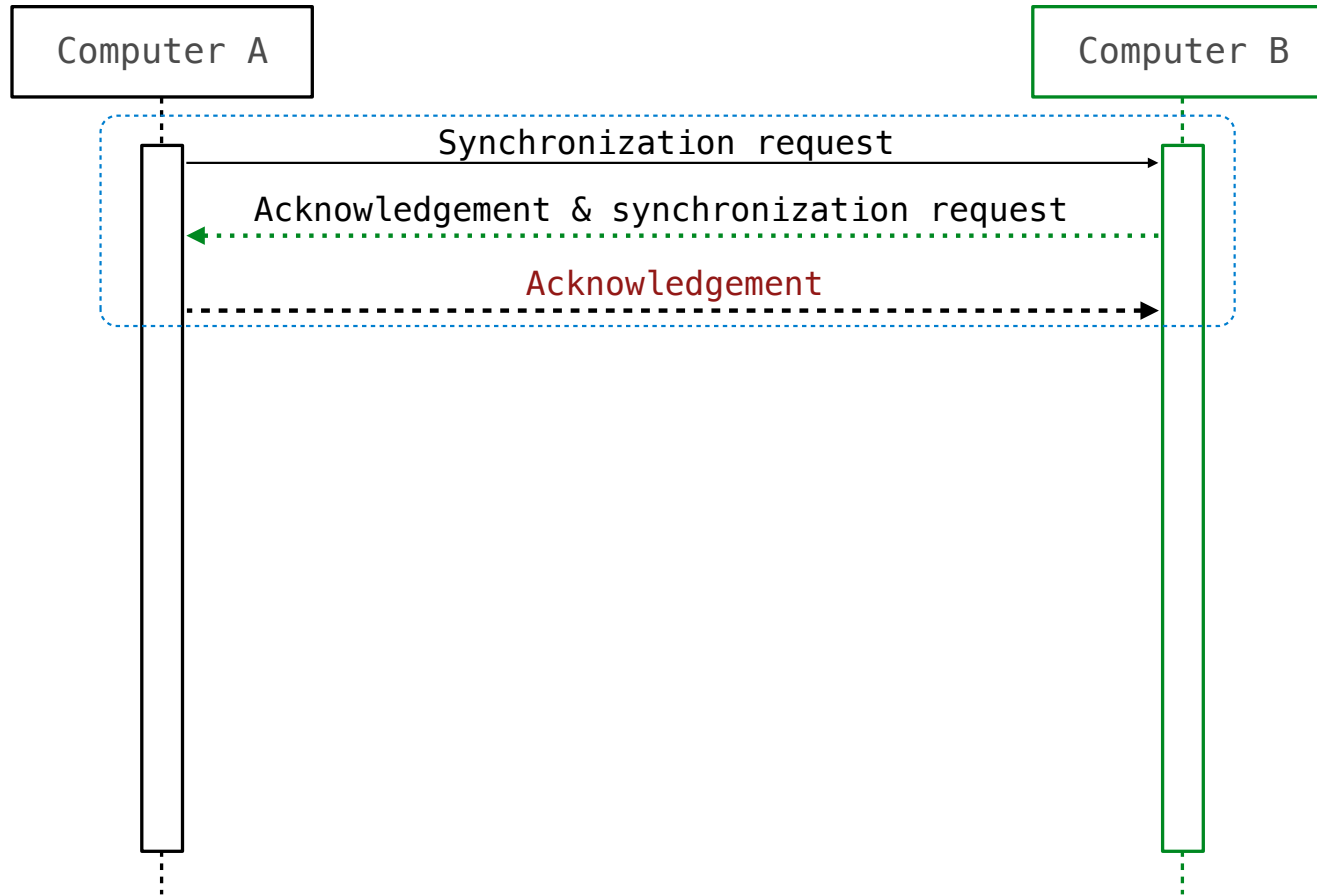 Computer A
Computer B
Synchronization request
Acknowledgement & synchronization request
Acknowledgement